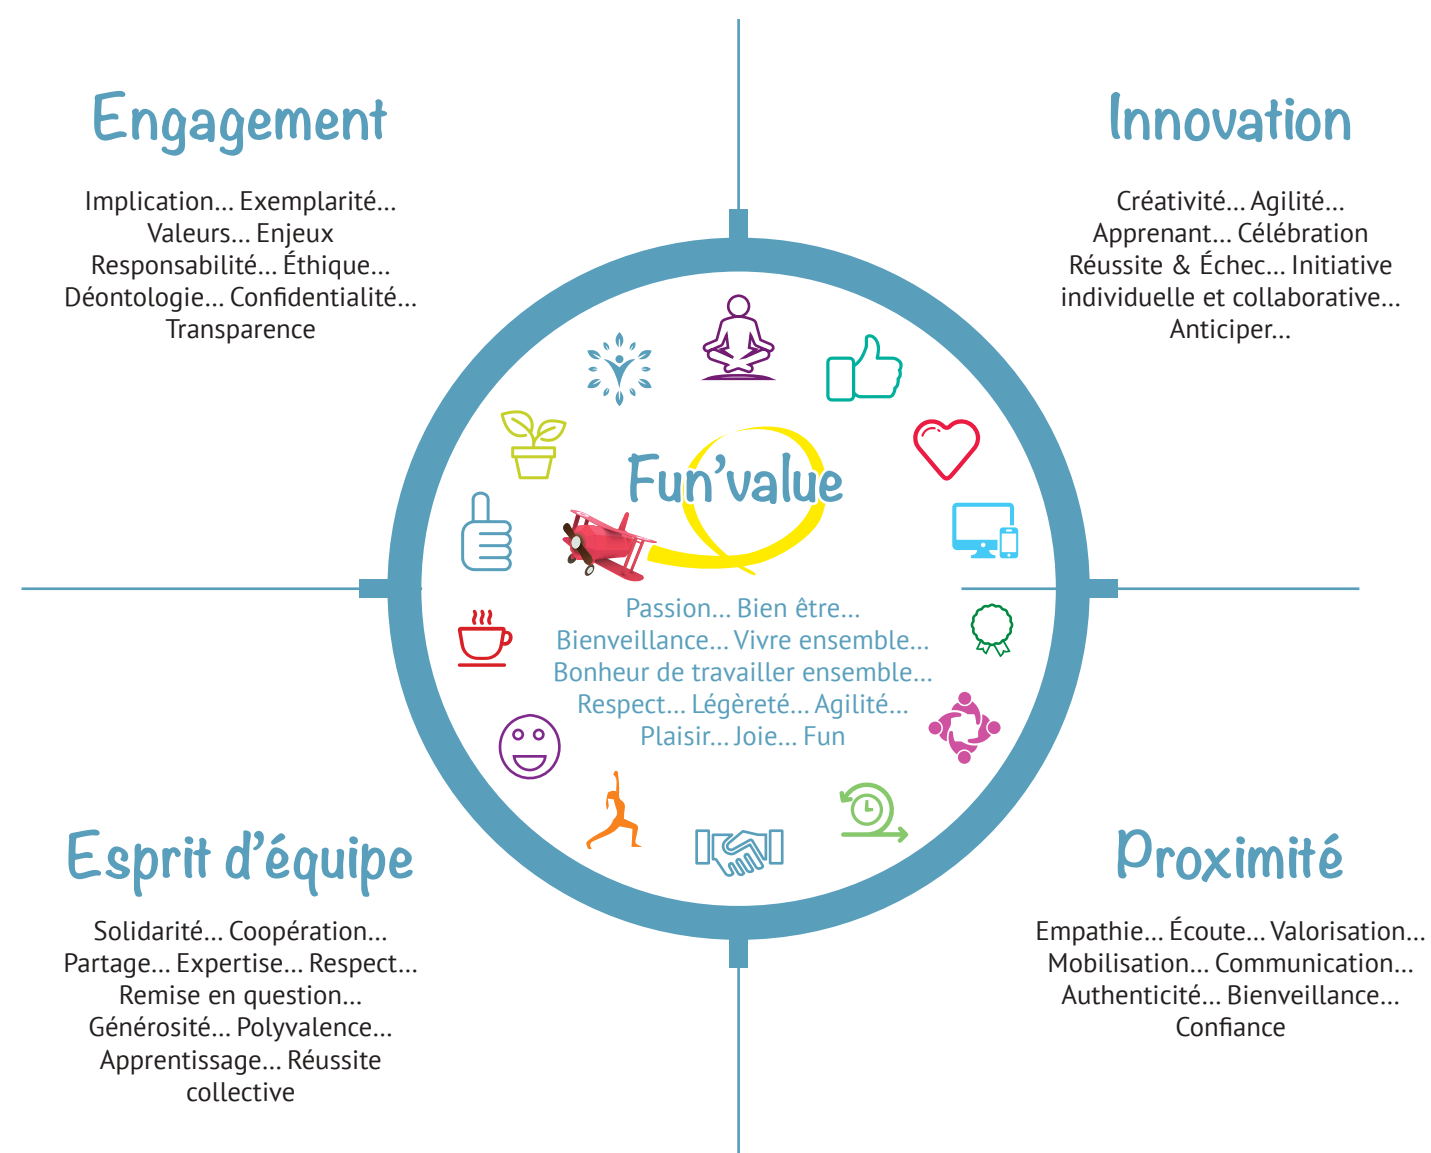 Engagement
Implication... Exemplarité...
Valeurs... Enjeux
Responsabilité... Éthique...
Déontologie... Confidentialité...
Transparence
Innovation
Créativité... Agilité...
Apprenant... Célébration
Réussite & Échec... Initiative
individuelle et collaborative...
Anticiper...
Fun'value
Passion... Bien être...
Bienveillance... Vivre ensemble...
Bonheur de travailler ensemble...
Respect... Légèreté... Agilité...
Plaisir... Joie... Fun
Esprit d'équipe
Solidarité... Coopération...
Partage... Expertise... Respect...
Remise en question...
Générosité... Polyvalence...
Apprentissage... Réussite
collective
Proximité
Empathie... Écoute... Valorisation...
Mobilisation... Communication...
Authenticité... Bienveillance...
Confiance